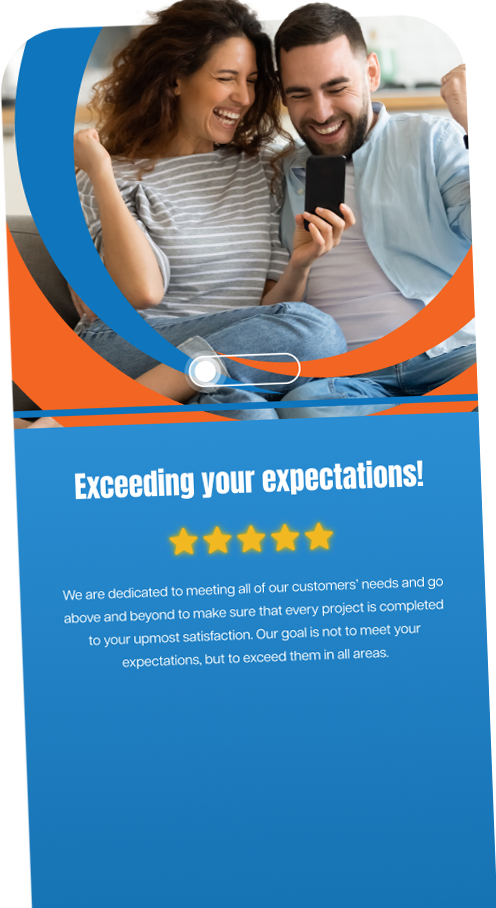 Exceeding your expectations!
We are dedicated to meeting all of our customers' needs and go
above and beyond to make sure that every project is completed
to your upmost satisfaction. Our goal is not to meet your
expectations, but to exceed them in all areas.